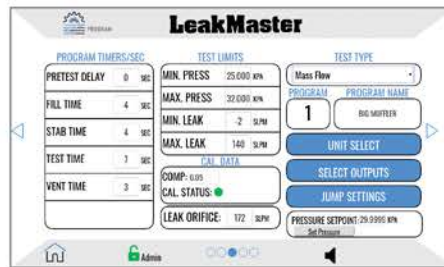 PROGRAM
LeakMaster
PROGRAM TIMERS/SEC
PRETEST DELAY 0 SEC
FILL TIME 4 SEC
STAB TIME 4 SEC
TEST TIME 7 SEC
VENT TIME 3 SEC
TEST LIMITS
MIN. PRESS 25.000 KPA
MAX. PRESS 32.000 KPA
MIN. LEAK -2 SLPM
MAX. LEAK 140 SLPM
CAL DATA
COMP: 6.05
CAL. STATUS:
LEAK ORIFICE: 172 SLPM
TEST TYPE
Mass Flow
PROGRAM PROGRAM NAME
1 BIG MUFFLER
UNIT SELECT
SELECT OUTPUTS
JUMP SETTINGS
PRESSURE SETPOINT: 29.9995 KPA
Set Pressure
Admin